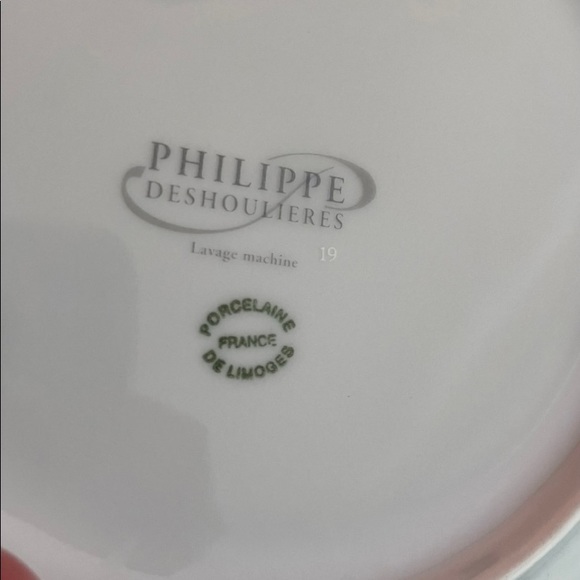 PHILIPPE
DESHOULIERES
Lavage machine 19
PORCELAINE
FRANCE
DE LIMOGES